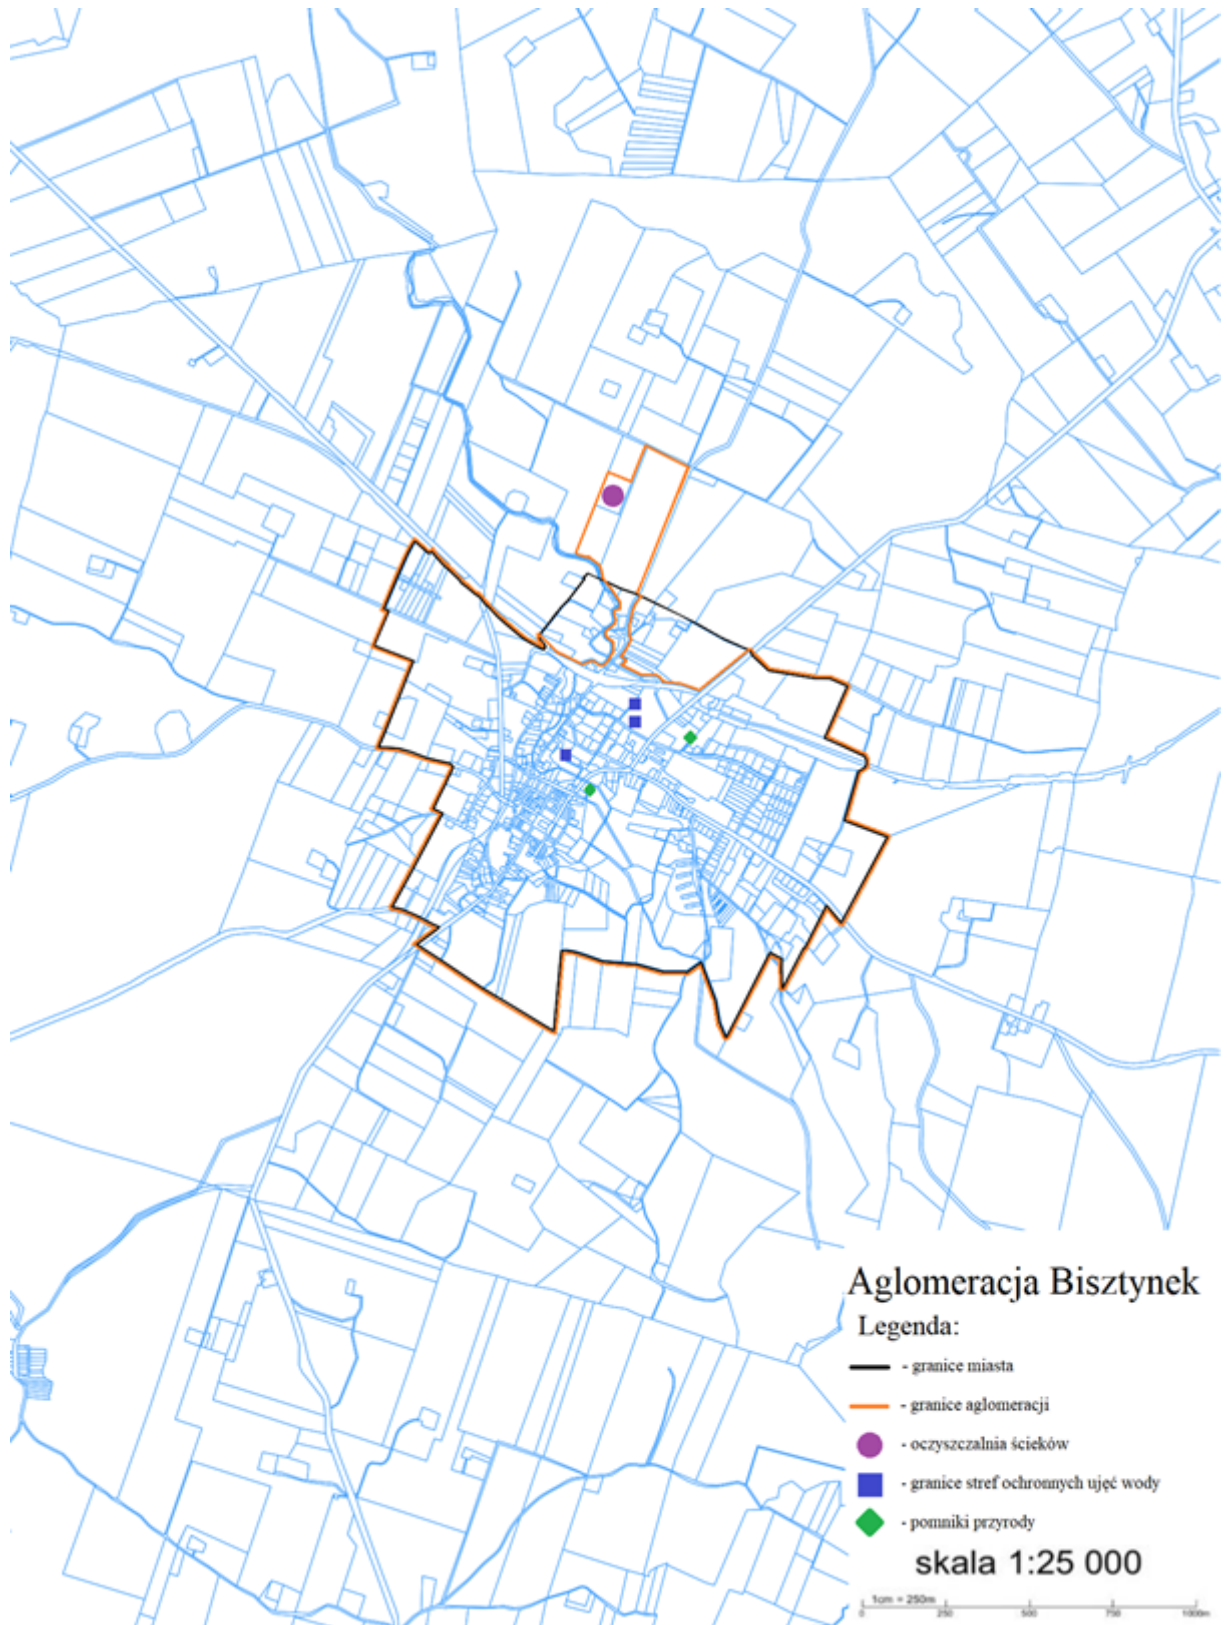 Aglomeracja Bisztynek
Legenda:
- granice miasta
- granice aglomeracji
- oczyszczalnia ścieków
- granice stref ochronnych ujęć wody
- pomniki przyrody
skala 1:25 000
1cm = 250m
0 250 500 750 1000m